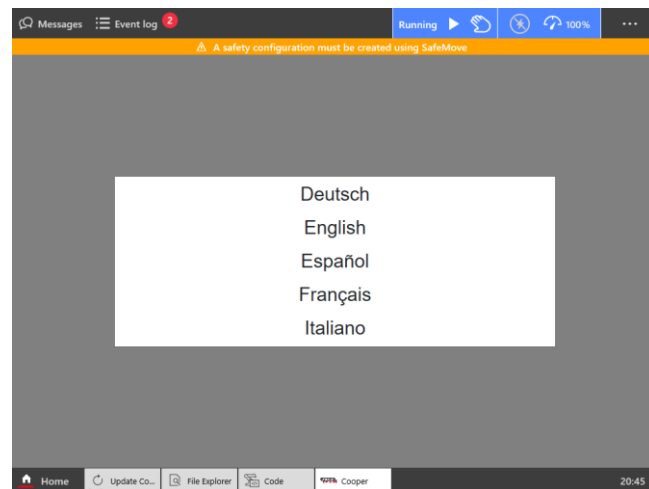 Messages Event log 2 Running 100% ...
A safety configuration must be created using SafeMove
Deutsch
English
Español
Français
Italiano
Home Update Co... File Explorer Code Cooper 20:45